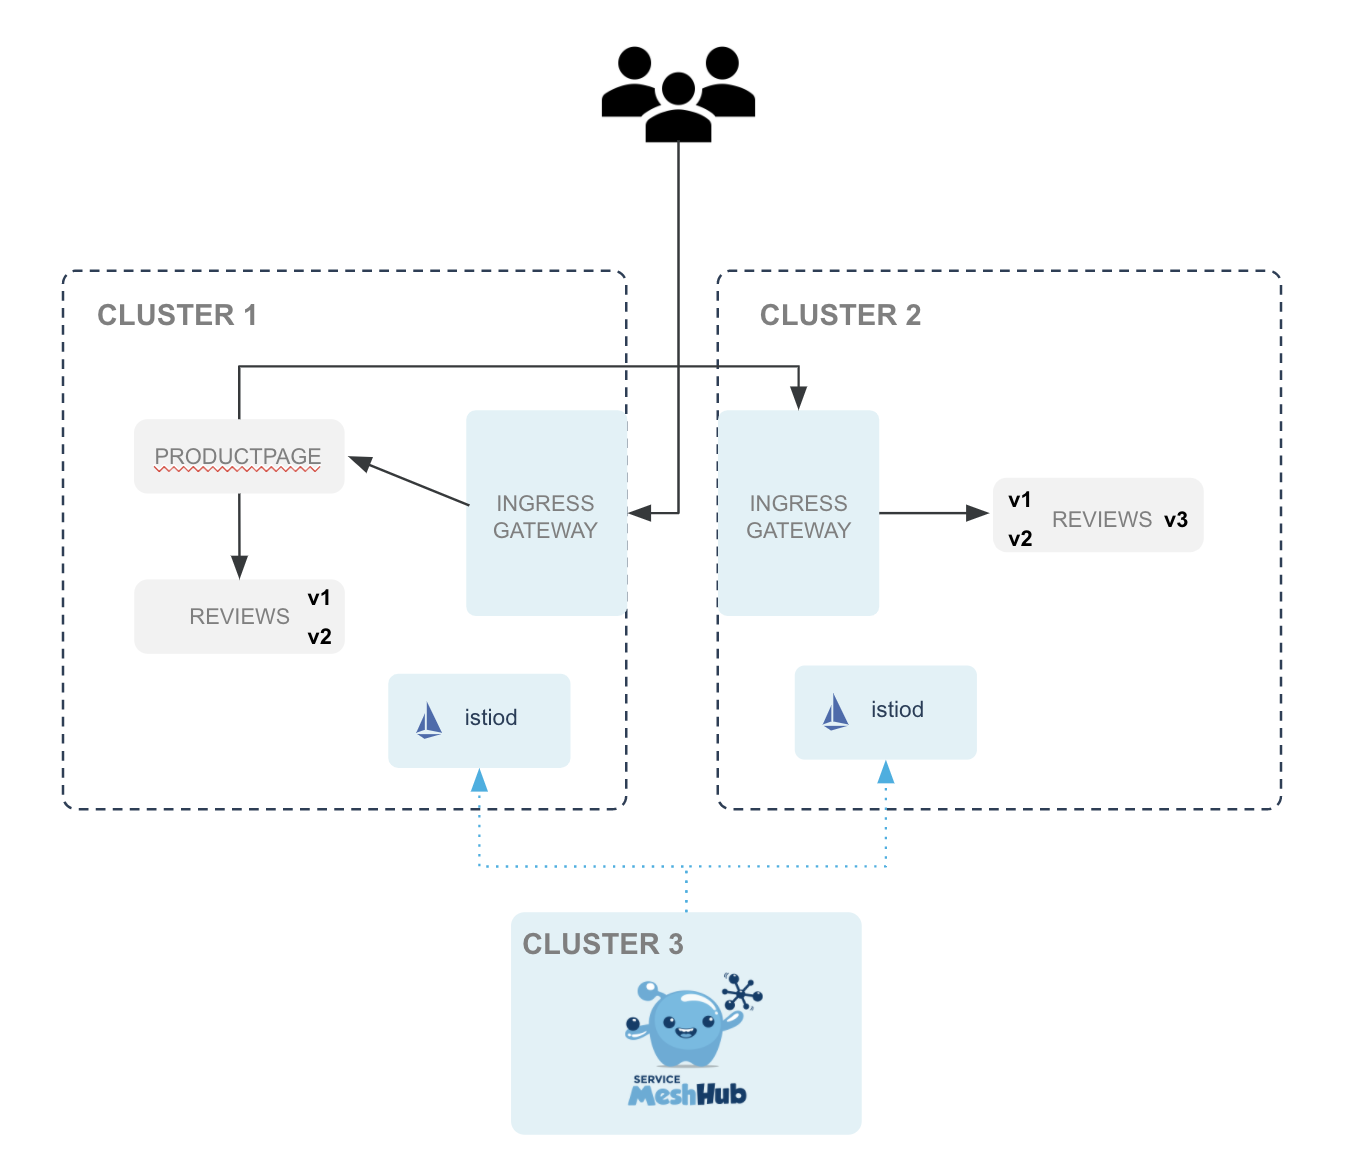 CLUSTER 1
CLUSTER 2
PRODUCTPAGE
INGRESS
GATEWAY
REVIEWS
v1
v2
istiod
INGRESS
GATEWAY
v1
v2
REVIEWS v3
istiod
CLUSTER 3
SERVICE
MeshHub